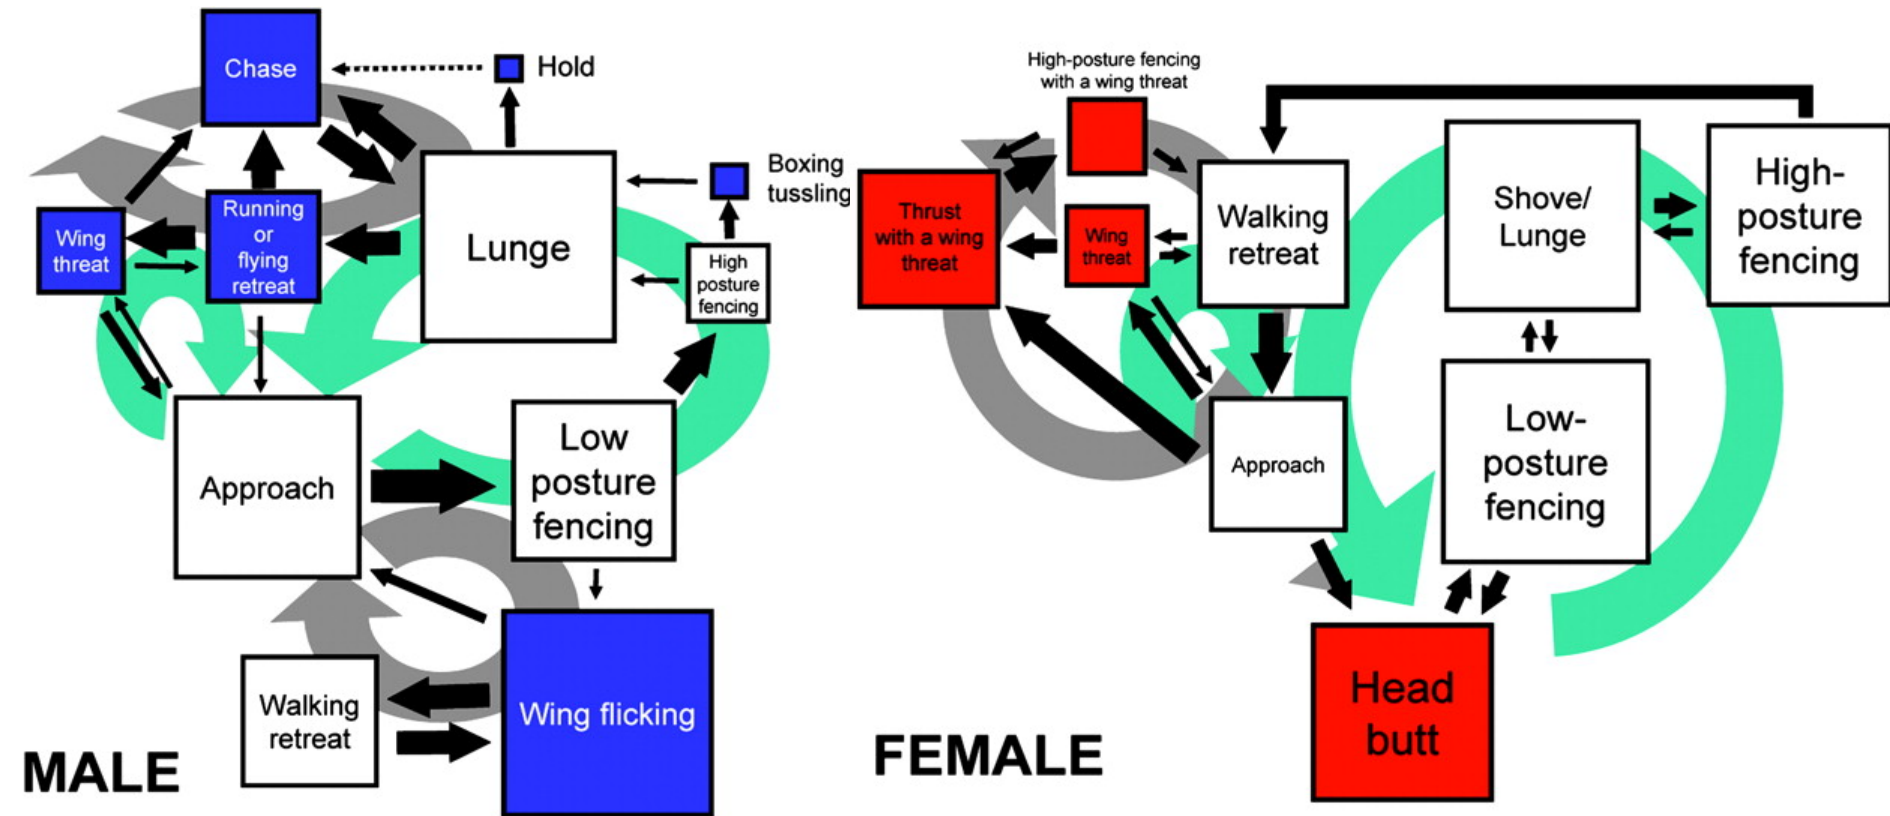 Chase
Hold
Boxing
tussling
Wing
threat
Running
or
flying
retreat
Lunge
High
posture
fencing
Approach
Low
posture
fencing
Walking
retreat
Wing flicking
MALE
High-posture fencing
with a wing threat
Thrust
with a wing
threat
Wing
threat
Walking
retreat
Shove/
Lunge
High-
posture
fencing
Approach
Low-
posture
fencing
Head
butt
FEMALE